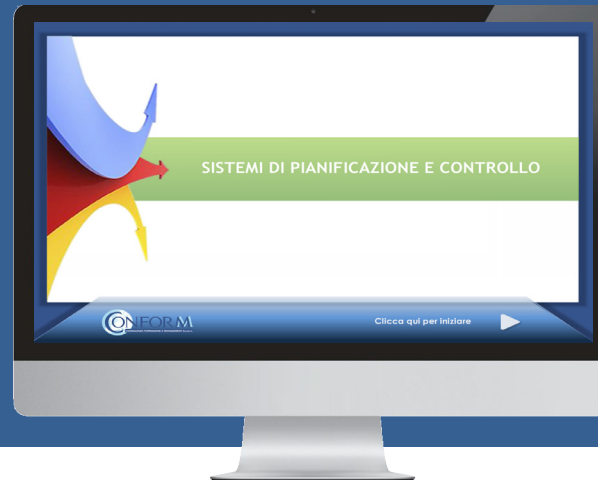 SISTEMI DI PIANIFICAZIONE E CONTROLLO
CONFORM
Clicca qui per iniziare